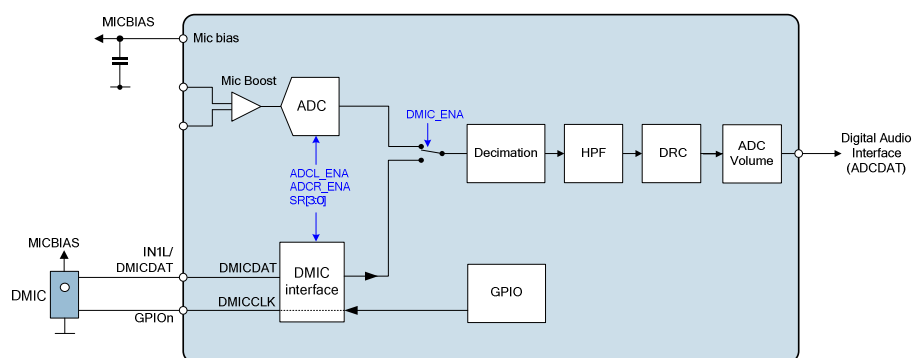 MICBIAS
Mic bias
Mic Boost
ADC
DMIC_ENA
Decimation
HPF
DRC
ADC
Volume
Digital Audio
Interface
(ADCDAT)
ADCL_ENA
ADCR_ENA
SR[3:0]
MICBIAS
IN1L/
DMICDAT
DMICDAT
DMIC
interface
DMIC
DMICCLK
GPIOn
GPIO